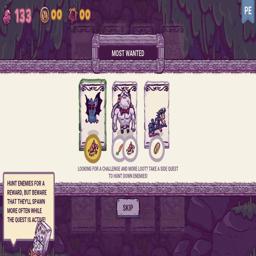 133
00
00
PE
MOST WANTED
LOOKING FOR A CHALLENGE AND MORE LOOT? TAKE A SIDE QUEST
TO HUNT DOWN ENEMIES!
SKIP
HUNT ENEMIES FOR A
REWARD, BUT BEWARE
THAT THEY'LL SPAWN
MORE OFTEN WHILE
THE QUEST IS ACTIVE!